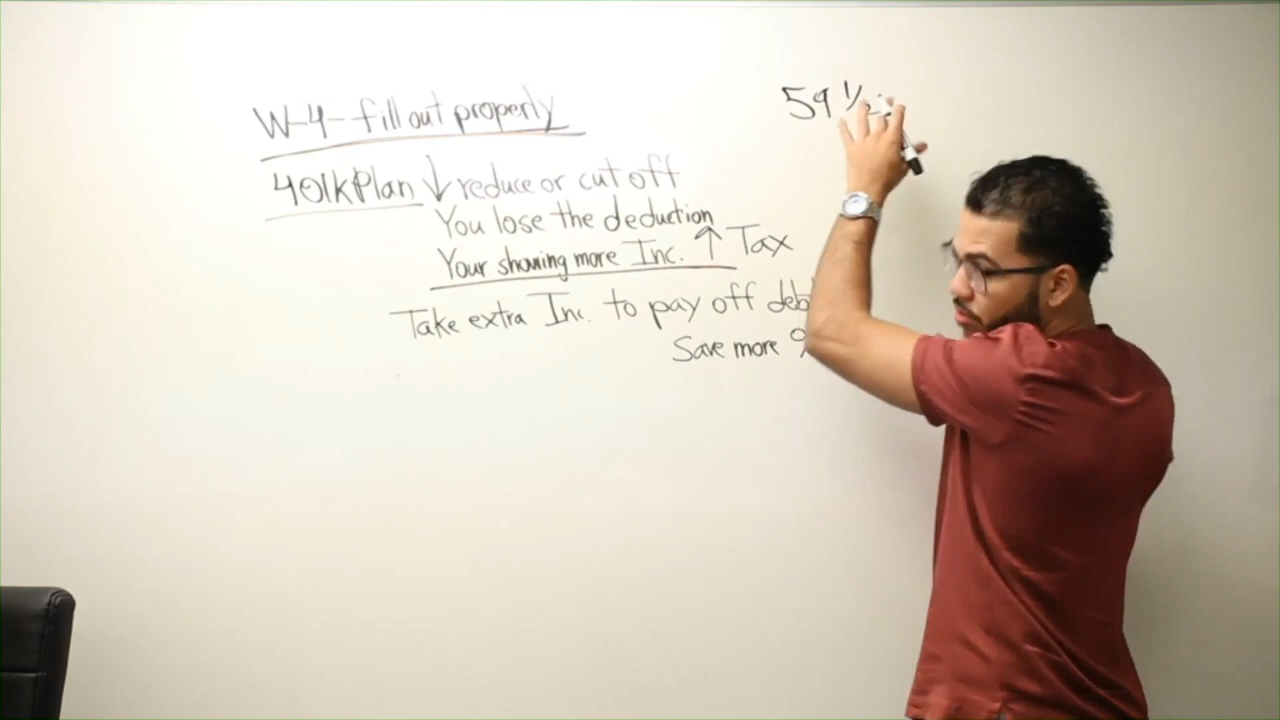 W-4 - fill out properly
59 1/2
401k Plan ↓ reduce or cut off
You lose the deduction
Your showing more Inc. ↑ Tax
Take extra Inc. to pay off
Save more